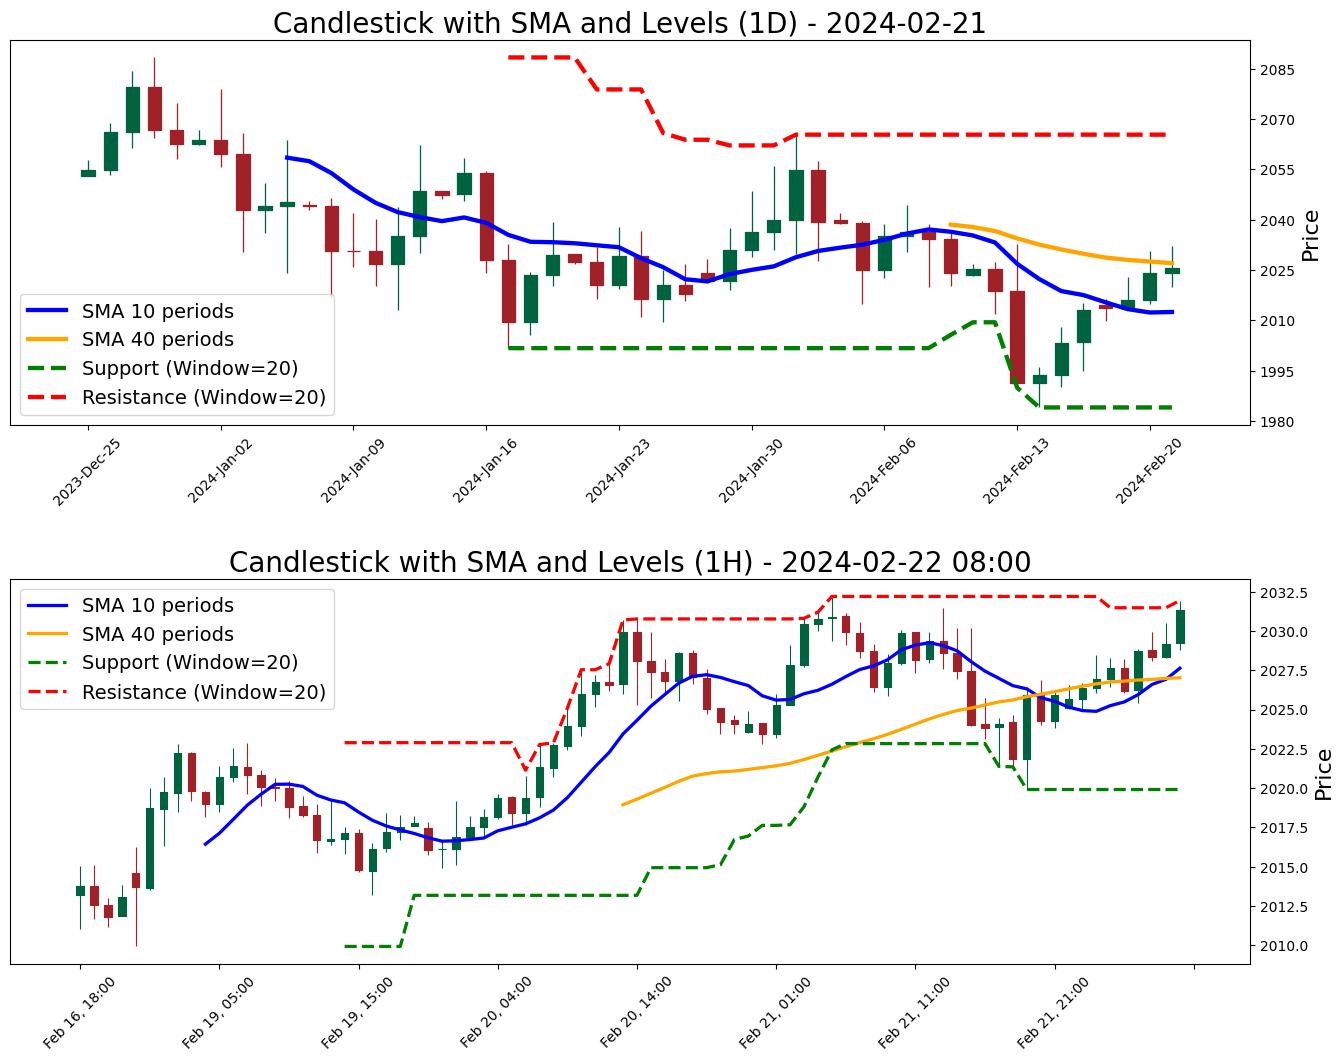 Candlestick with SMA and Levels (1D) - 2024-02-21
2085
2070
2055
2040
2025
2010
1995
1980
Price
SMA 10 periods
SMA 40 periods
Support (Window=20)
Resistance (Window=20)
2023-Dec-25
2024-Jan-02
2024-Jan-09
2024-Jan-16
2024-Jan-23
2024-Jan-30
2024-Feb-06
2024-Feb-13
2024-Feb-20
Candlestick with SMA and Levels (1H) - 2024-02-22 08:00
SMA 10 periods
SMA 40 periods
Support (Window=20)
Resistance (Window=20)
2032.5
2030.0
2027.5
2025.0
2022.5
2020.0
2017.5
2015.0
2012.5
2010.0
Price
Feb 16, 18:00
Feb 19, 05:00
Feb 19, 15:00
Feb 20, 04:00
Feb 20, 14:00
Feb 21, 01:00
Feb 21, 11:00
Feb 21, 21:00